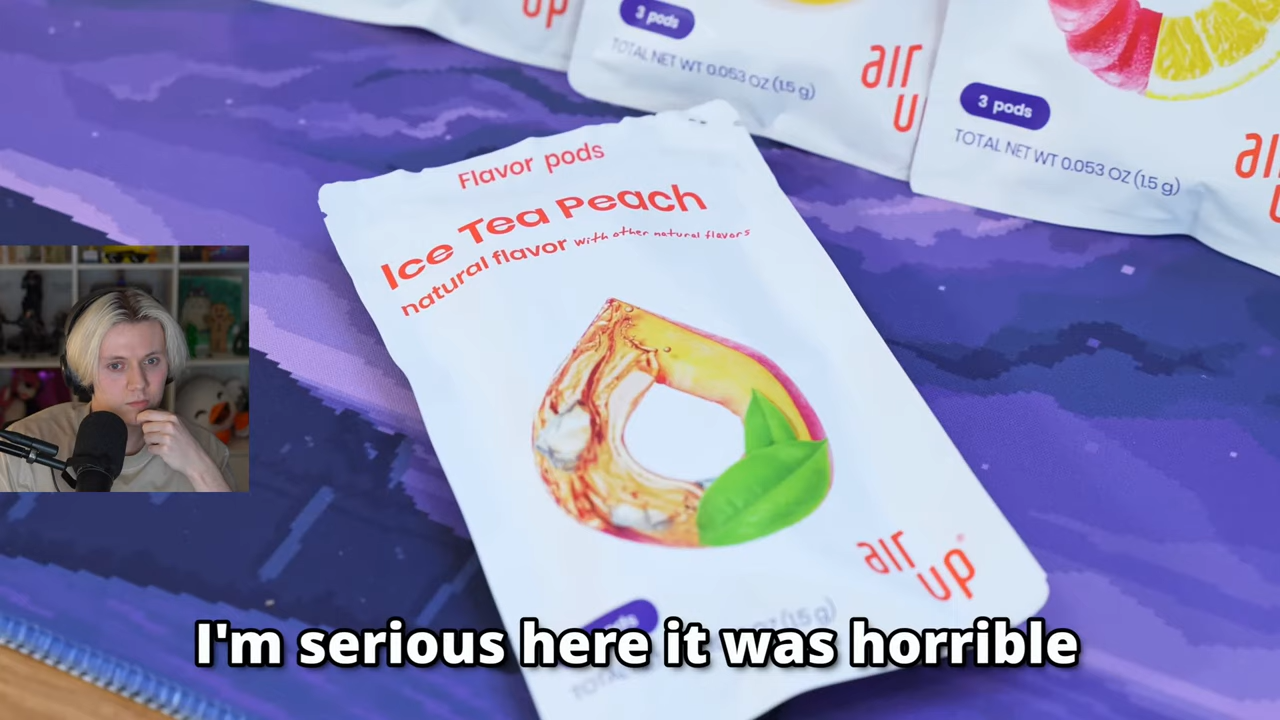 up
3 pods
TOTAL NET WT 0.053 OZ (1.5 g)
air
up
3 pods
TOTAL NET WT 0.053 OZ (1.5 g)
Flavor pods
Ice Tea Peach
natural flavor with other natural flavors
air
up
I'm serious here it was horrible